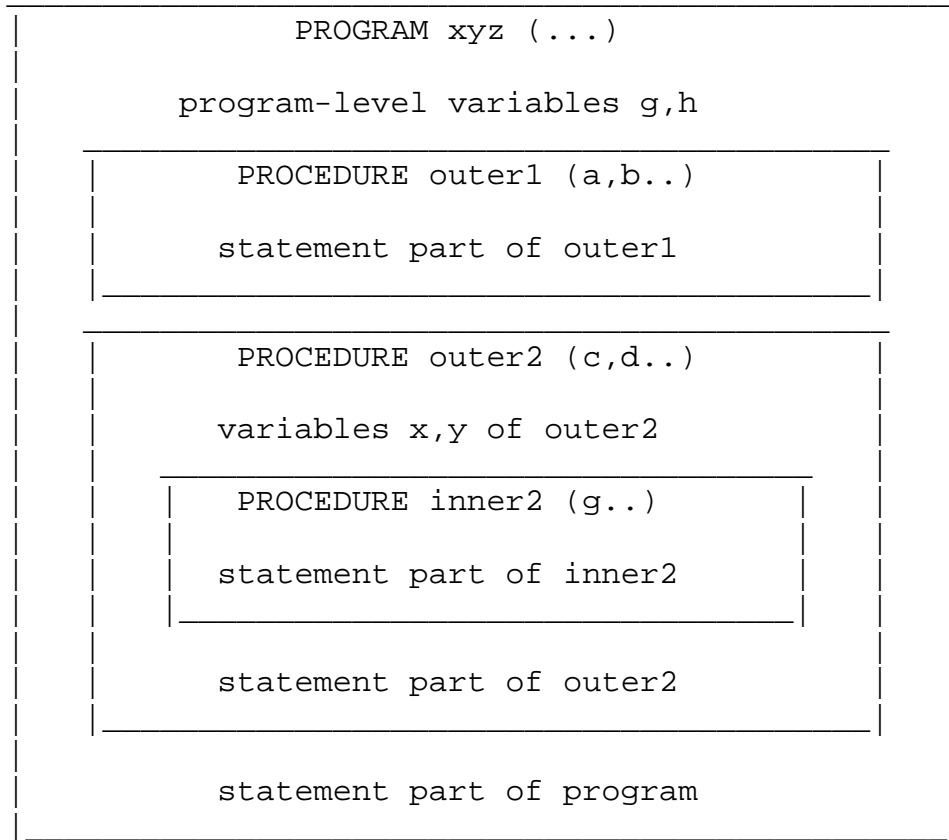 PROGRAM xyz (...)
program-level variables g,h
PROCEDURE outer1 (a,b..)
statement part of outer1
PROCEDURE outer2 (c,d..)
variables x,y of outer2
PROCEDURE inner2 (g..)
statement part of inner2
statement part of outer2
statement part of program